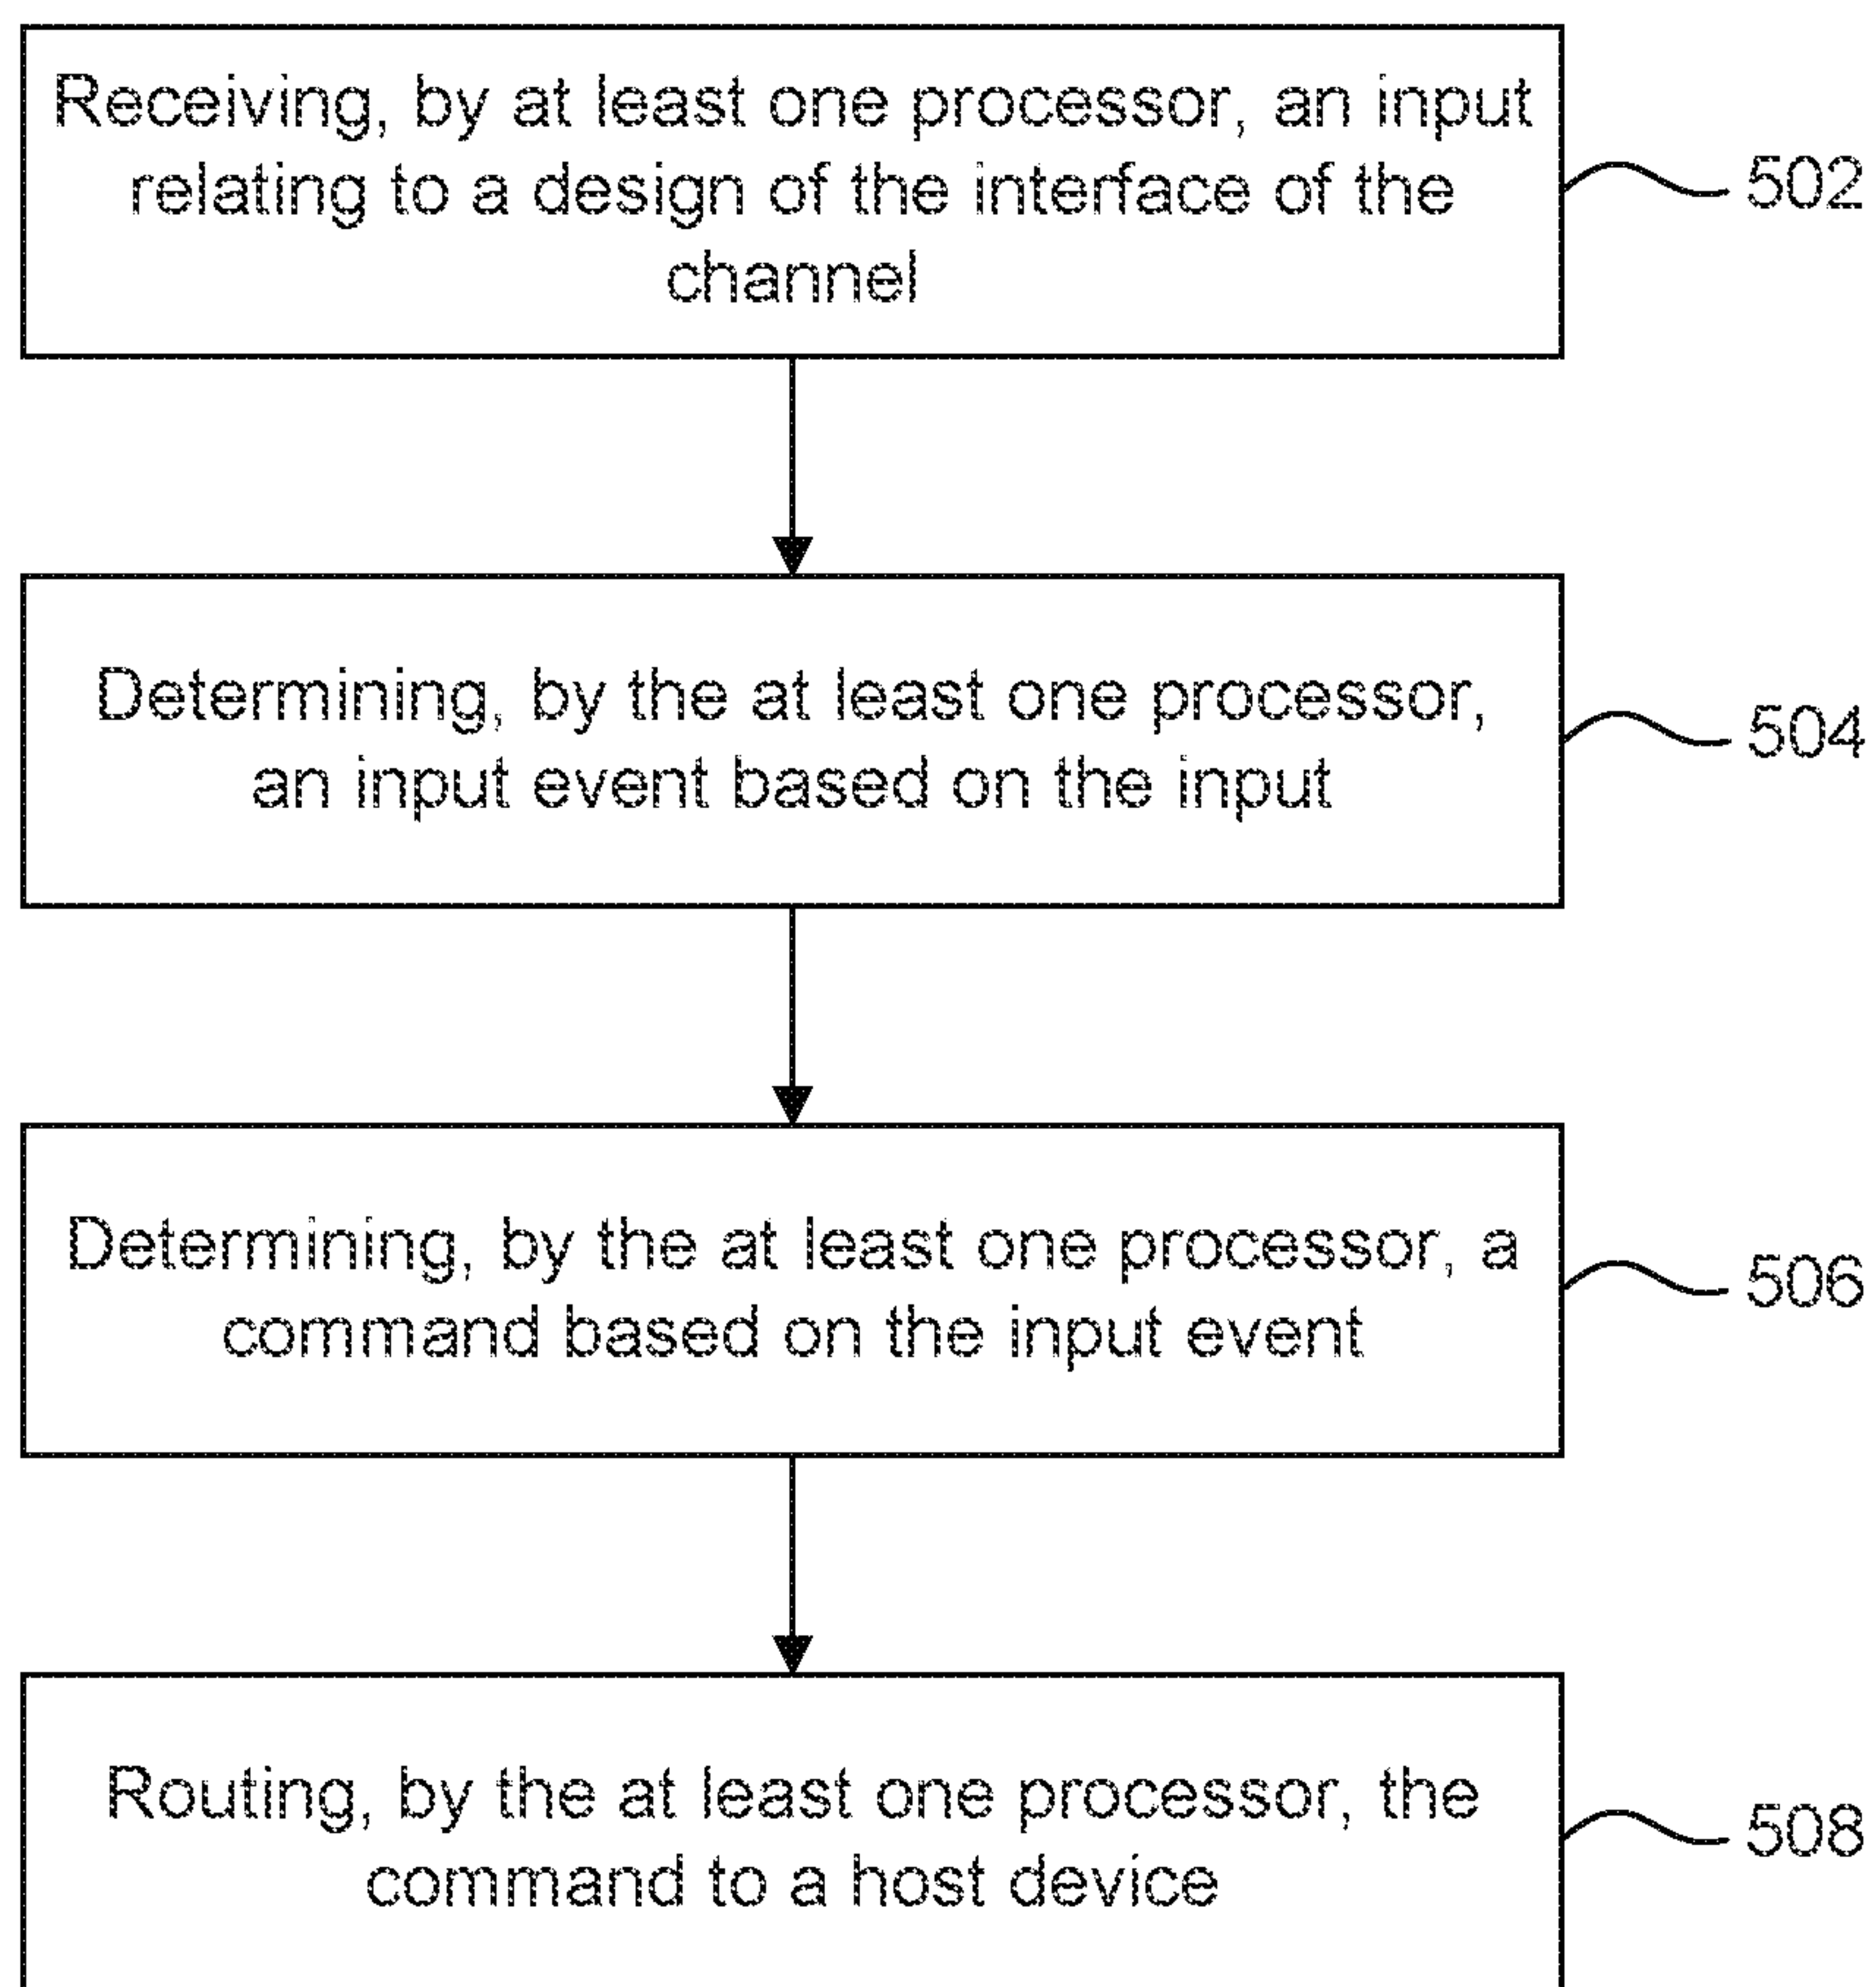 Receiving, by at least one processor, an input
relating to a design of the interface of the
channel
502
Determining, by the at least one processor,
an input event based on the input
504
Determining, by the at least one processor, a
command based on the input event
506
Routing, by the at least one processor, the
command to a host device
508